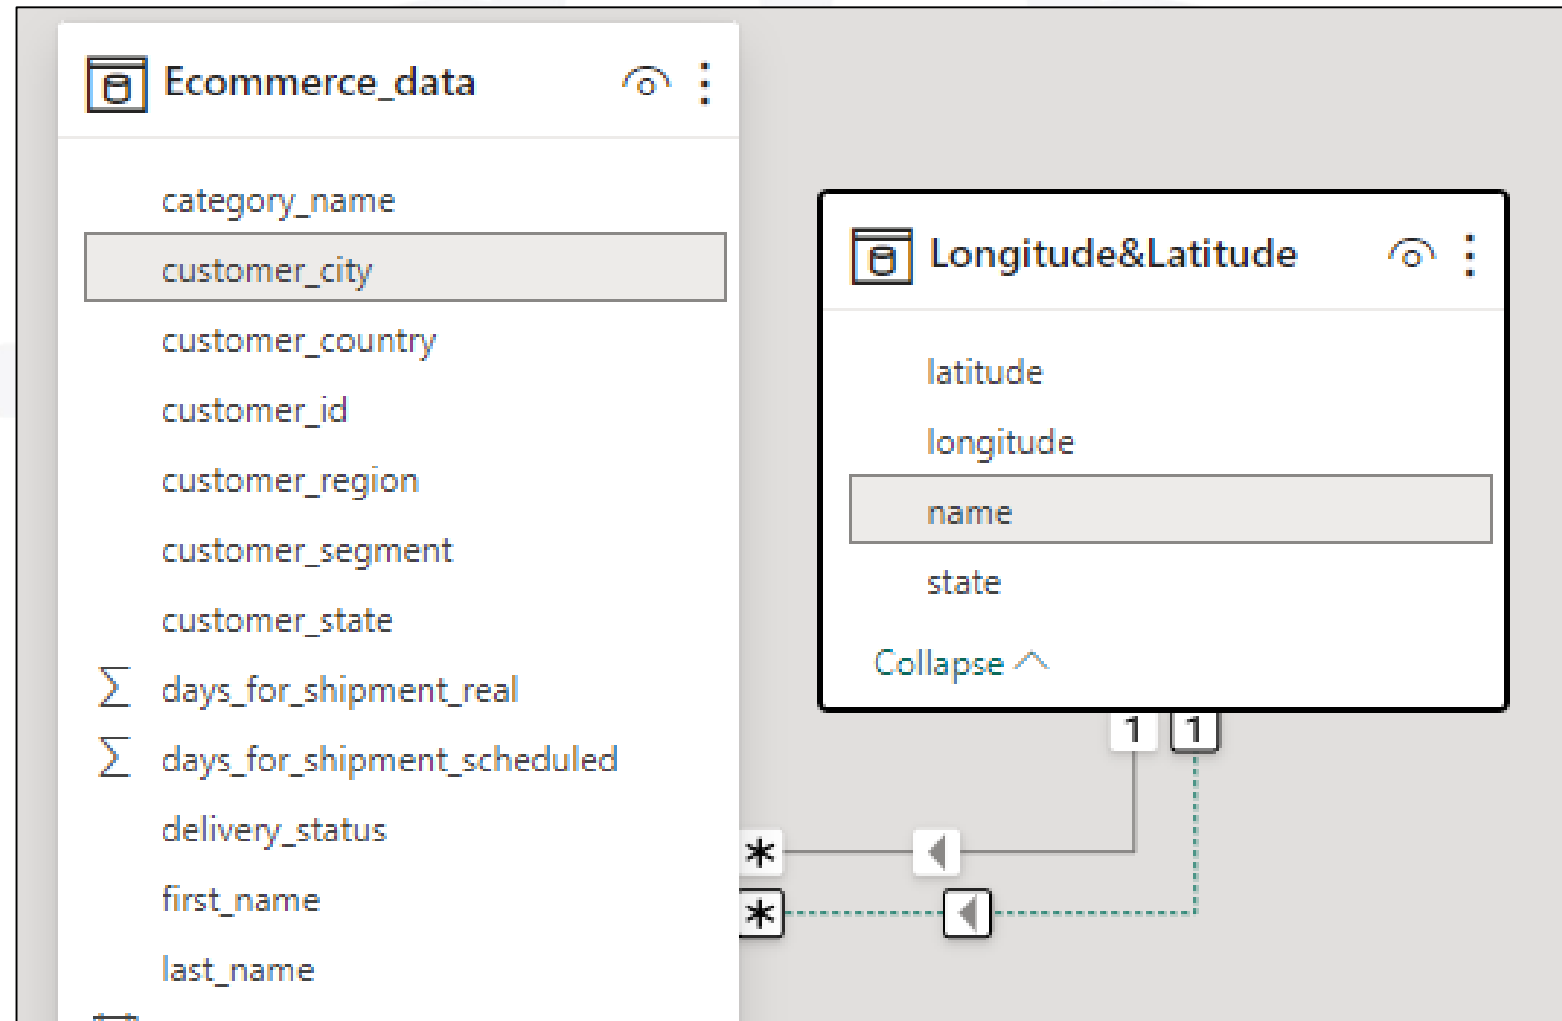 Ecommerce_data
category_name
customer_city
customer_country
customer_id
customer_region
customer_segment
customer_state
∑ days_for_shipment_real
∑ days_for_shipment_scheduled
delivery_status
first_name
last_name
Longitude&Latitude
latitude
longitude
name
state
Collapse
1 1
*
*